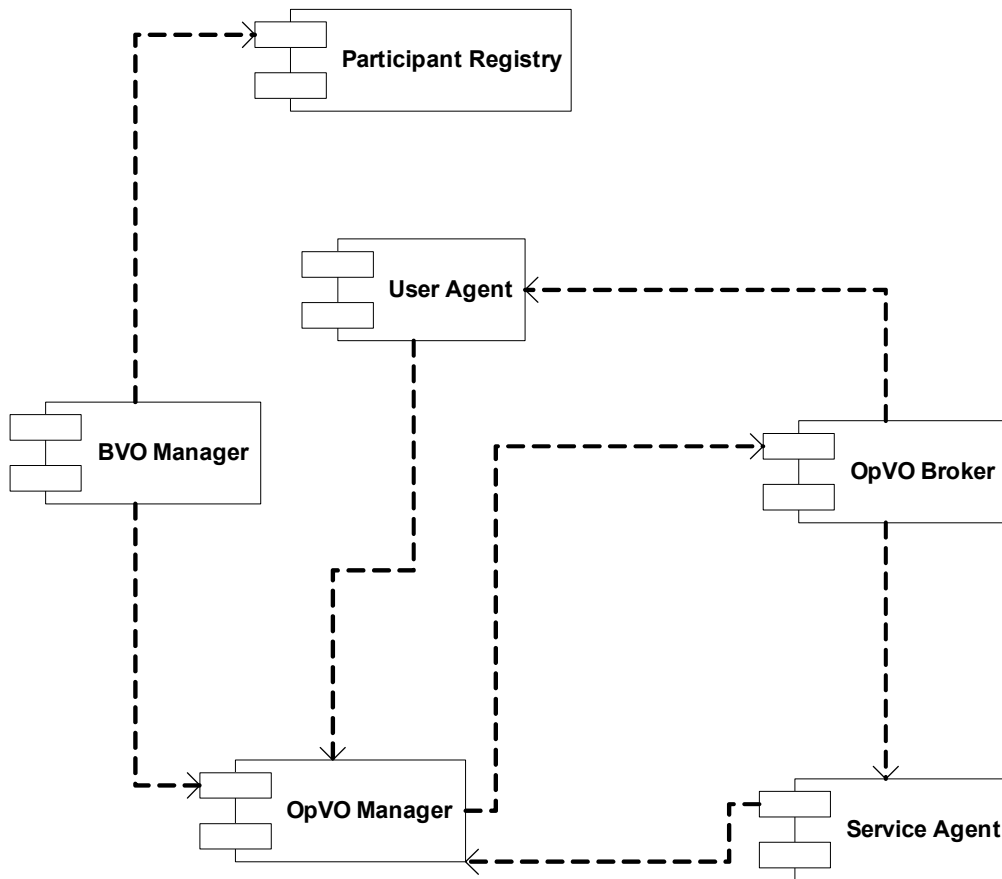 Participant Registry
User Agent
BVO Manager
OpVO Broker
OpVO Manager
Service Agent